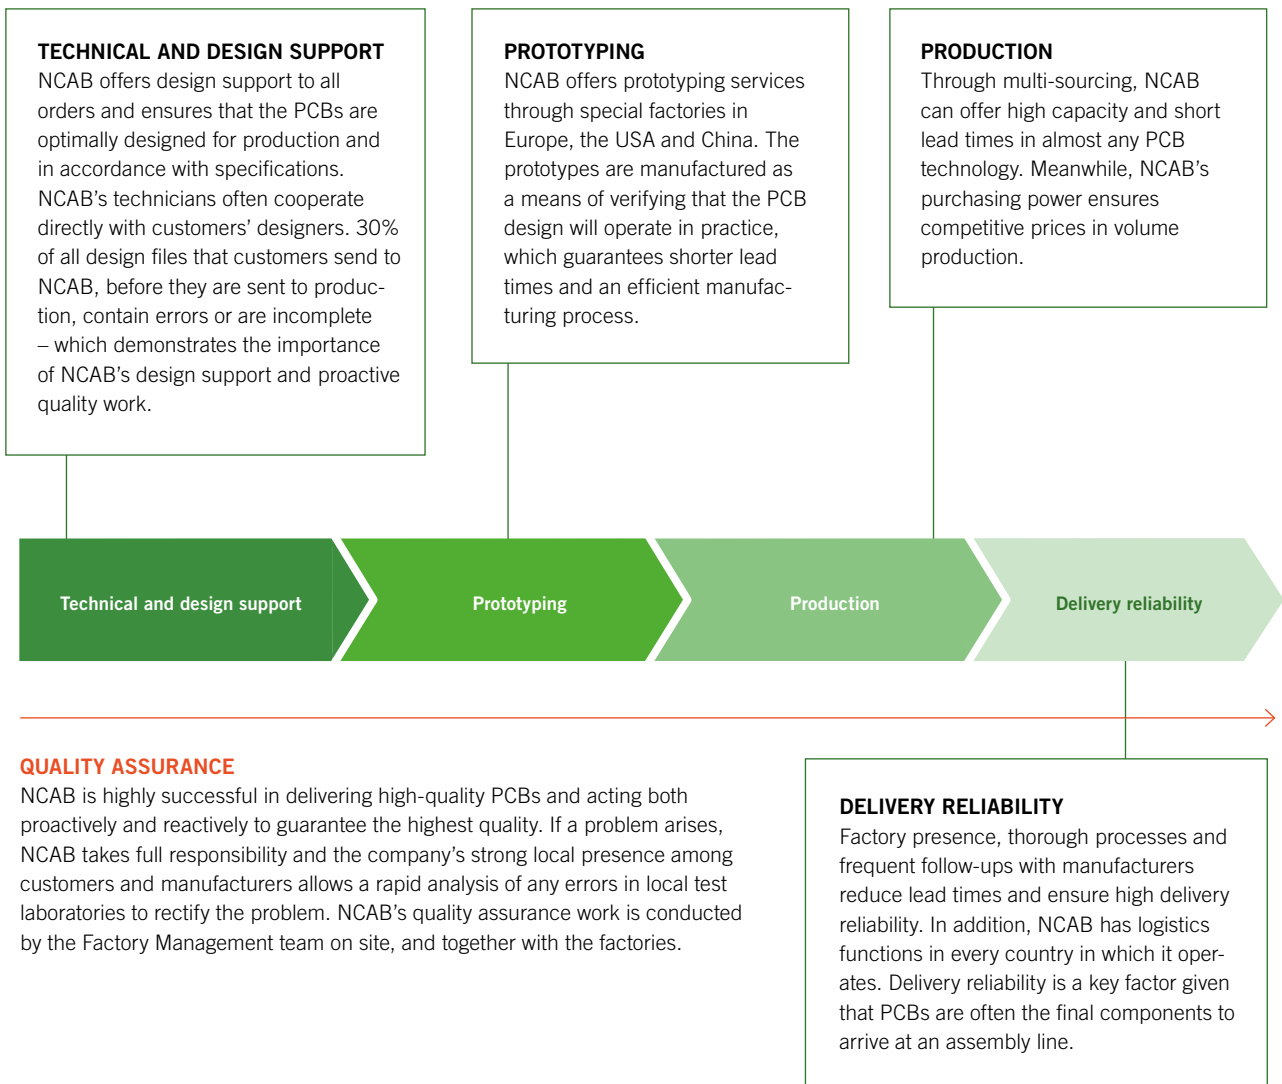 TECHNICAL AND DESIGN SUPPORT
NCAB offers design support to all
orders and ensures that the PCBs are
optimally designed for production and
in accordance with specifications.
NCAB's technicians often cooperate
directly with customers' designers. 30%
of all design files that customers send to
NCAB, before they are sent to produc-
tion, contain errors or are incomplete
– which demonstrates the importance
of NCAB's design support and proactive
quality work.
PROTOTYPING
NCAB offers prototyping services
through special factories in
Europe, the USA and China. The
prototypes are manufactured as
a means of verifying that the PCB
design will operate in practice,
which guarantees shorter lead
times and an efficient manufac-
turing process.
PRODUCTION
Through multi-sourcing, NCAB
can offer high capacity and short
lead times in almost any PCB
technology. Meanwhile, NCAB's
purchasing power ensures
competitive prices in volume
production.
Technical and design support
Prototyping
Production
Delivery reliability
QUALITY ASSURANCE
NCAB is highly successful in delivering high-quality PCBs and acting both
proactively and reactively to guarantee the highest quality. If a problem arises,
NCAB takes full responsibility and the company's strong local presence among
customers and manufacturers allows a rapid analysis of any errors in local test
laboratories to rectify the problem. NCAB's quality assurance work is conducted
by the Factory Management team on site, and together with the factories.
DELIVERY RELIABILITY
Factory presence, thorough processes and
frequent follow-ups with manufacturers
reduce lead times and ensure high delivery
reliability. In addition, NCAB has logistics
functions in every country in which it oper-
ates. Delivery reliability is a key factor given
that PCBs are often the final components to
arrive at an assembly line.